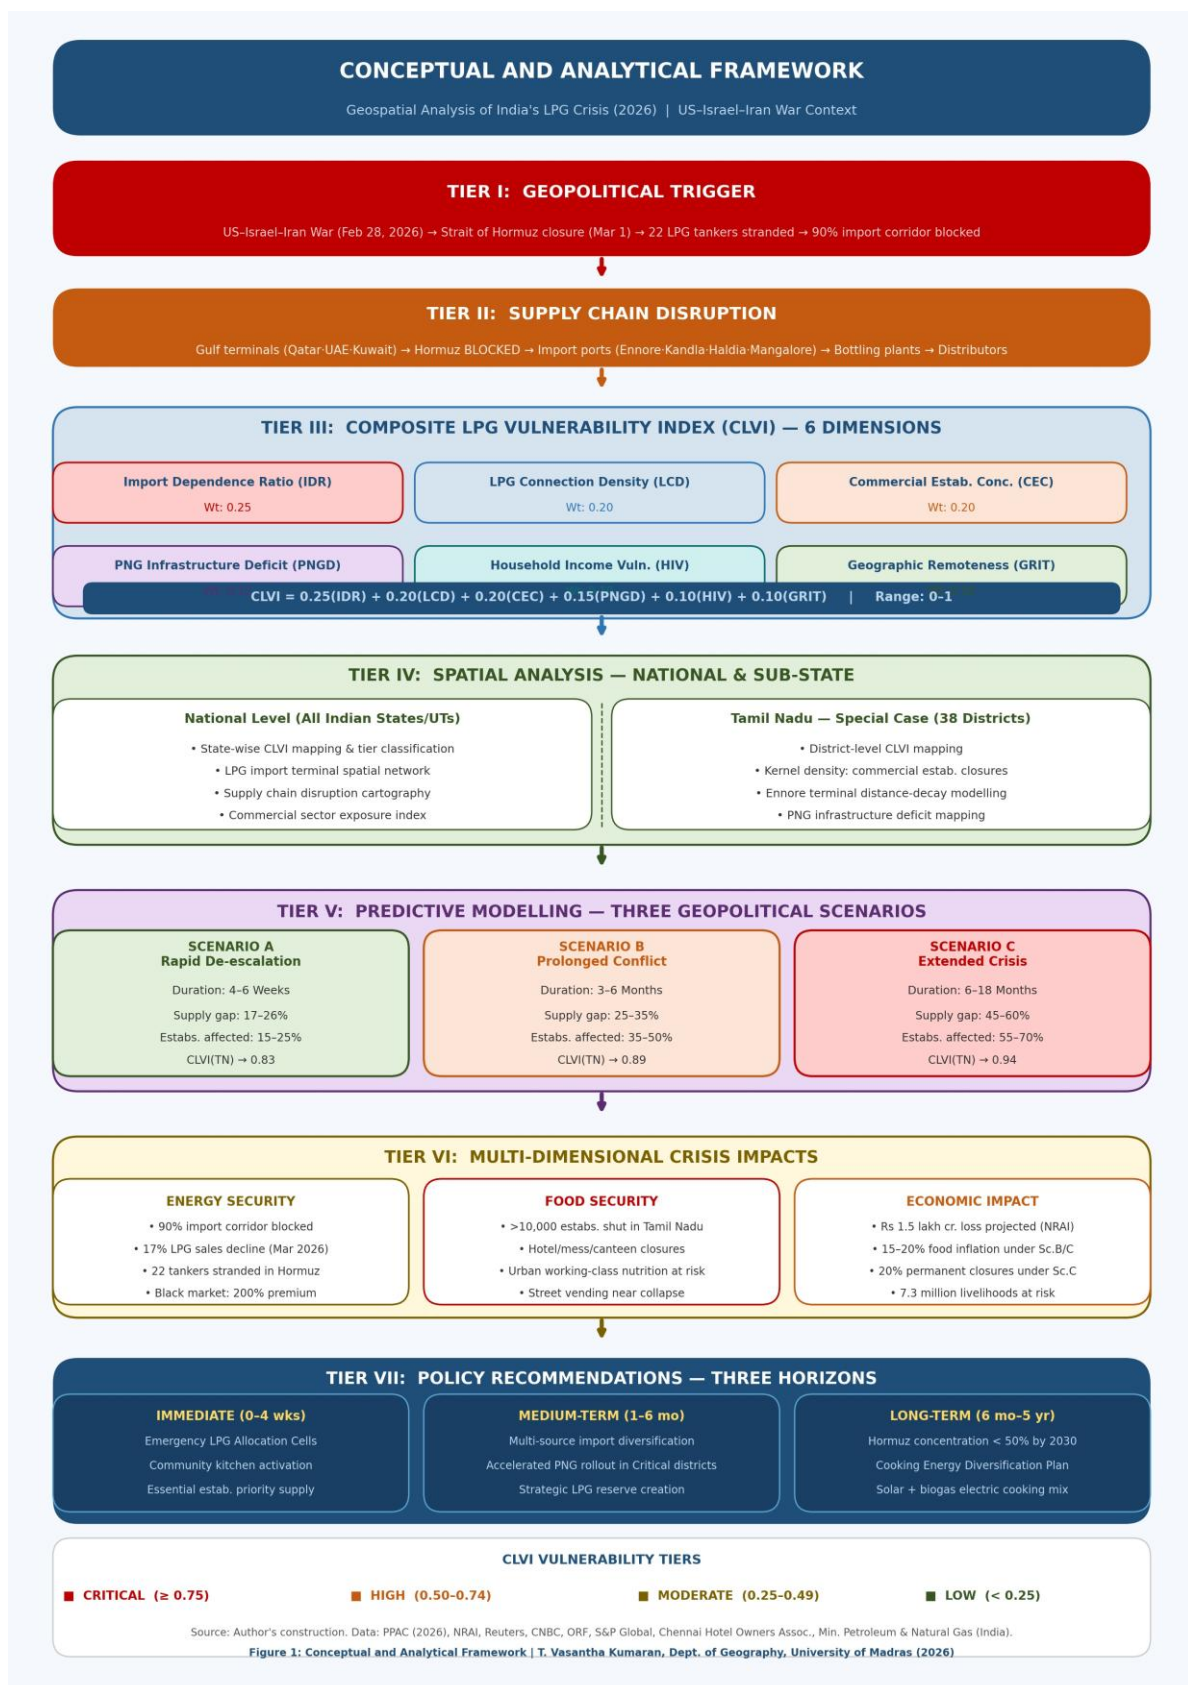 CONCEPTUAL AND ANALYTICAL FRAMEWORK
Geospatial Analysis of India's LPG Crisis (2026) | US–Israel–Iran War Context
TIER I: GEOPOLITICAL TRIGGER
US–Israel–Iran War (Feb 28, 2026) → Strait of Hormuz closure (Mar 1) → 22 LPG tankers stranded → 90% import corridor blocked
TIER II: SUPPLY CHAIN DISRUPTION
Gulf terminals (Qatar·UAE·Kuwait) → Hormuz BLOCKED → Import ports (Ennore·Kandla·Haldia·Mangalore) → Bottling plants → Distributors
TIER III: COMPOSITE LPG VULNERABILITY INDEX (CLVI) — 6 DIMENSIONS
Import Dependence Ratio (IDR)
Wt: 0.25
LPG Connection Density (LCD)
Wt: 0.20
Commercial Estab. Conc. (CEC)
Wt: 0.20
PNG Infrastructure Deficit (PNGD)
Household Income Vuln. (HIV)
Geographic Remoteness (GRIT)
CLVI = 0.25(IDR) + 0.20(LCD) + 0.20(CEC) + 0.15(PNGD) + 0.10(HIV) + 0.10(GRIT) | Range: 0–1
TIER IV: SPATIAL ANALYSIS — NATIONAL & SUB-STATE
National Level (All Indian States/UTs)
• State-wise CLVI mapping & tier classification
• LPG import terminal spatial network
• Supply chain disruption cartography
• Commercial sector exposure index
Tamil Nadu — Special Case (38 Districts)
• District-level CLVI mapping
• Kernel density: commercial estab. closures
• Ennore terminal distance-decay modelling
• PNG infrastructure deficit mapping
TIER V: PREDICTIVE MODELLING — THREE GEOPOLITICAL SCENARIOS
SCENARIO A
Rapid De-escalation
Duration: 4–6 Weeks
Supply gap: 17–26%
Estabs. affected: 15–25%
CLVI(TN) → 0.83
SCENARIO B
Prolonged Conflict
Duration: 3–6 Months
Supply gap: 25–35%
Estabs. affected: 35–50%
CLVI(TN) → 0.89
SCENARIO C
Extended Crisis
Duration: 6–18 Months
Supply gap: 45–60%
Estabs. affected: 55–70%
CLVI(TN) → 0.94
TIER VI: MULTI-DIMENSIONAL CRISIS IMPACTS
ENERGY SECURITY
• 90% import corridor blocked
• 17% LPG sales decline (Mar 2026)
• 22 tankers stranded in Hormuz
• Black market: 200% premium
FOOD SECURITY
• >10,000 estabs. shut in Tamil Nadu
• Hotel/mess/canteen closures
• Urban working-class nutrition at risk
• Street vending near collapse
ECONOMIC IMPACT
• Rs 1.5 lakh cr. loss projected (NRAI)
• 15–20% food inflation under Sc.B/C
• 20% permanent closures under Sc.C
• 7.3 million livelihoods at risk
TIER VII: POLICY RECOMMENDATIONS — THREE HORIZONS
IMMEDIATE (0–4 wks)
Emergency LPG Allocation Cells
Community kitchen activation
Essential estab. priority supply
MEDIUM-TERM (1–6 mo)
Multi-source import diversification
Accelerated PNG rollout in Critical districts
Strategic LPG reserve creation
LONG-TERM (6 mo–5 yr)
Hormuz concentration < 50% by 2030
Cooking Energy Diversification Plan
Solar + biogas electric cooking mix
CLVI VULNERABILITY TIERS
■ CRITICAL (≥ 0.75) ■ HIGH (0.50–0.74) ■ MODERATE (0.25–0.49) ■ LOW (< 0.25)
Source: Author's construction. Data: PPAC (2026), NRAI, Reuters, CNBC, ORF, S&P Global, Chennai Hotel Owners Assoc., Min. Petroleum & Natural Gas (India).
Figure 1: Conceptual and Analytical Framework | T. Vasantha Kumaran, Dept. of Geography, University of Madras (2026)